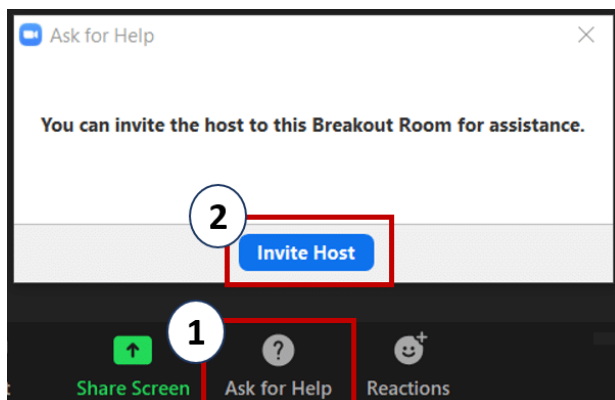 Ask for Help
You can invite the host to this Breakout Room for assistance.
2
Invite Host
1
Share Screen Ask for Help Reactions